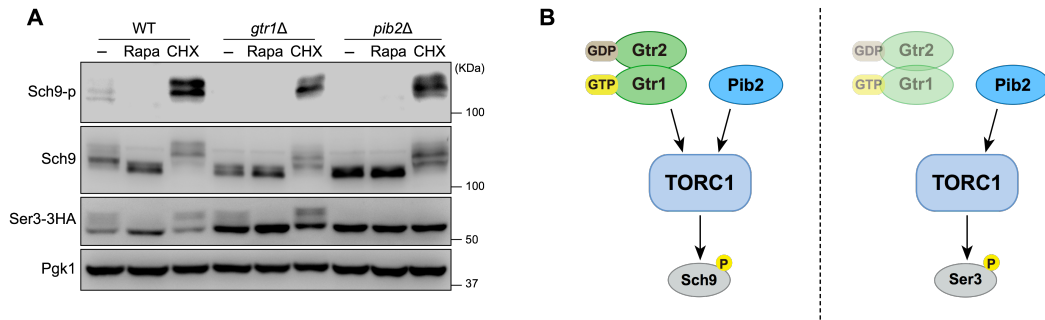 A
WT gtr1Δ pib2Δ
– Rapa CHX – Rapa CHX – Rapa CHX
(KDa)
Sch9-p
100
Sch9
100
Ser3-3HA
50
Pgk1
37
B
GDP Gtr2
GTP Gtr1 Pib2
TORC1
P
Sch9
GDP Gtr2
GTP Gtr1 Pib2
TORC1
P
Ser3